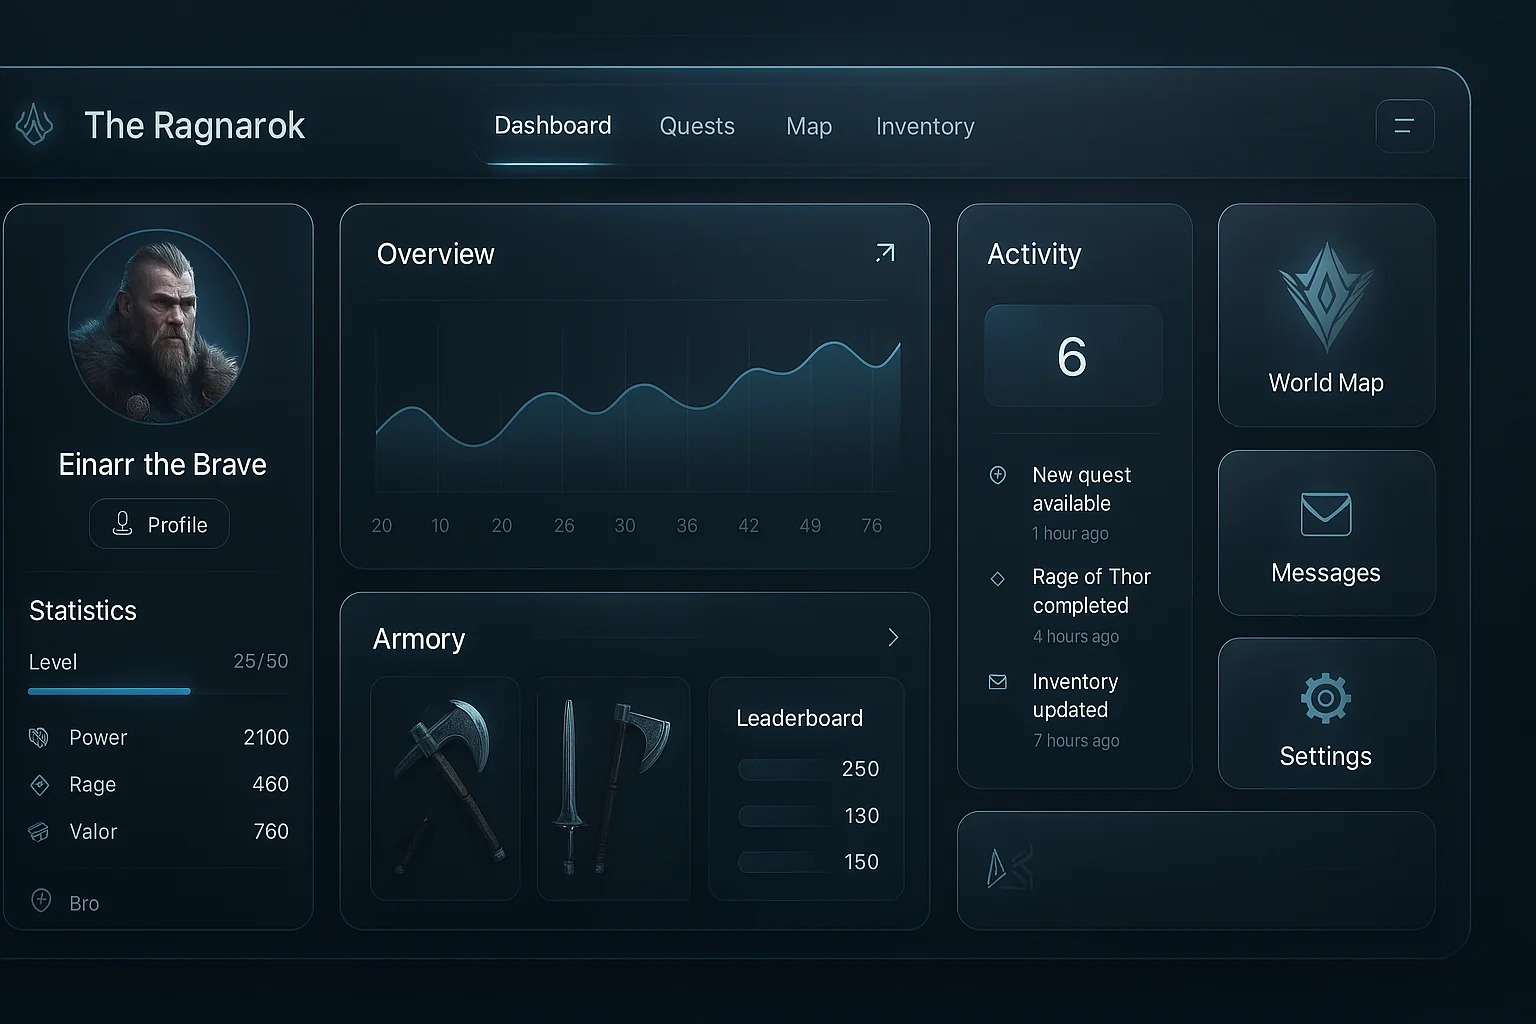 The Ragnarok
Dashboard
Quests
Map
Inventory
Einarr the Brave
Profile
Statistics
Level 25/50
Power 2100
Rage 460
Valor 760
Bro
Overview
20 10 20 26 30 36 42 49 76
Armory
Leaderboard
250
130
150
Activity
6
New quest
available
1 hour ago
Rage of Thor
completed
4 hours ago
Inventory
updated
7 hours ago
World Map
Messages
Settings